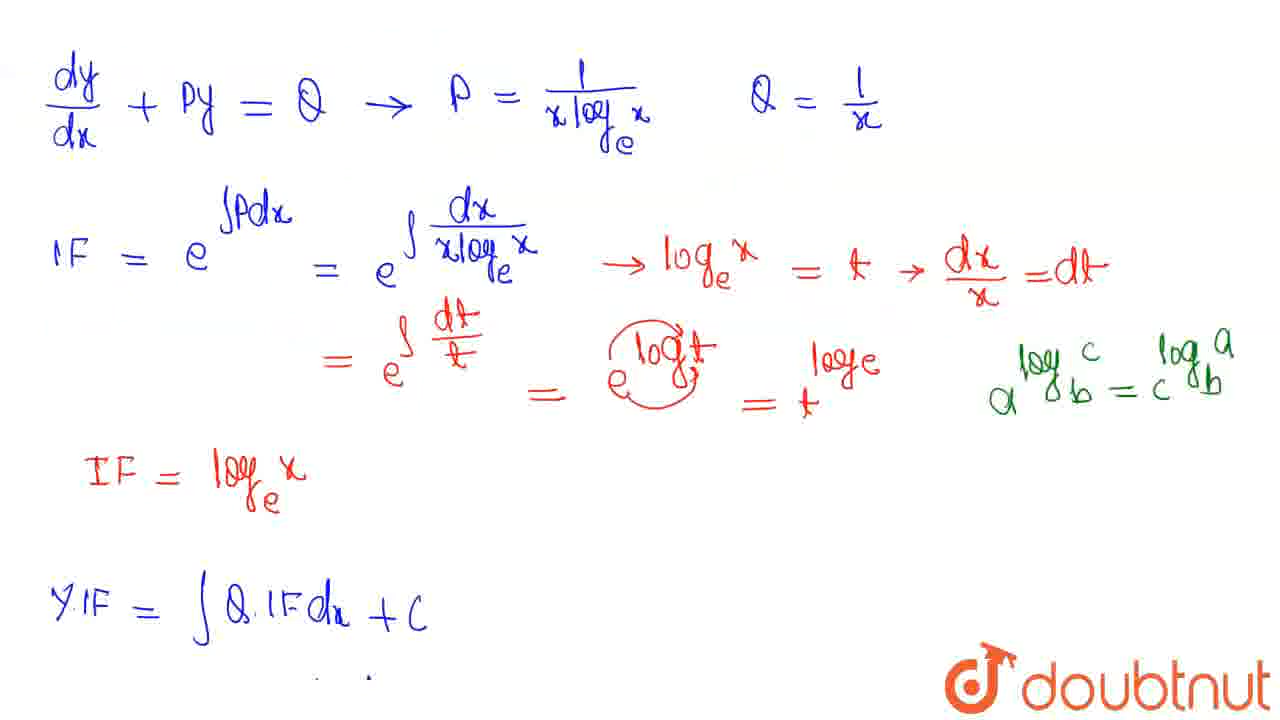 dy/dx + Py = Q → P = 1/(x log_e x) Q = 1/x
IF = e^(∫Pdx) = e^(∫ dx/(x log_e x)) → log_e x = t → dx/x = dt
= e^(∫ dt/t) = e^(log t) = t^(log e) a^(log_b c) = c^(log_b a)
IF = log_e x
Y.IF = ∫ Q.IF dx + C
doubtnut